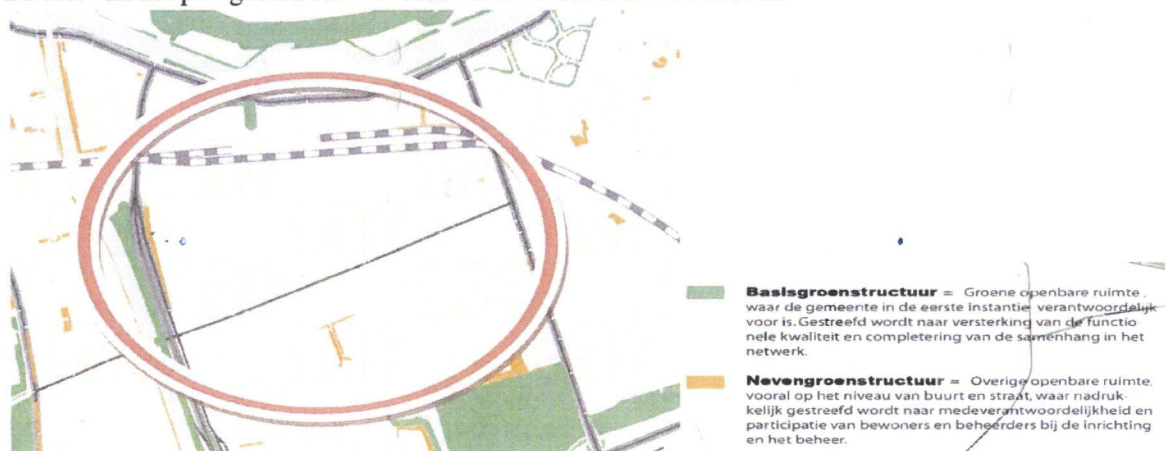 Basisgroenstructuur = Groene openbare ruimte,
waar de gemeente in de eerste instantie verantwoordelijk
voor is. Gestreefd wordt naar versterking van de functio
nele kwaliteit en completering van de samenhang in het
netwerk.
Nevengroenstructuur = Overige openbare ruimte,
vooral op het niveau van buurt en straat, waar nadruk-
kelijk gestreefd wordt naar medeverantwoordelijkheid en
participatie van bewoners en beheerders bij de inrichting
en het beheer.